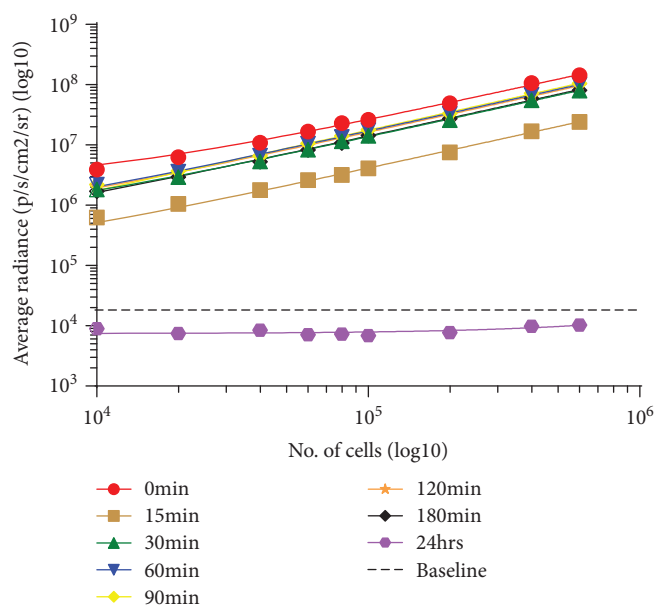 10^9
10^8
10^7
10^6
10^5
10^4
10^3
Average radiance (p/s/cm2/sr) (log10)
10^4
10^5
10^6
No. of cells (log10)
0min
15min
30min
60min
90min
120min
180min
24hrs
Baseline